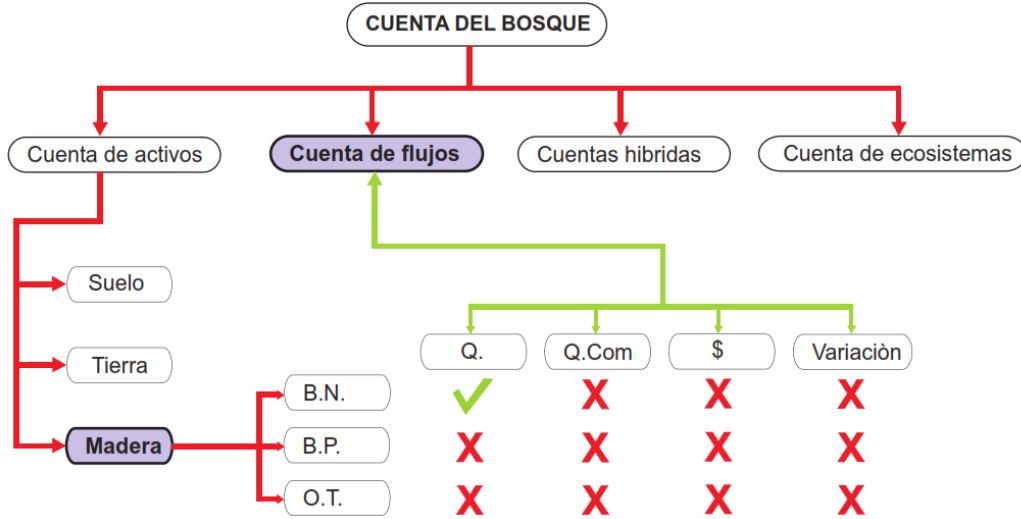 CUENTA DEL BOSQUE
Cuenta de activos
Cuenta de flujos
Cuentas hibridas
Cuenta de ecosistemas
Suelo
Tierra
Madera
B.N.
B.P.
O.T.
Q.
Q.Com
$
Variaciòn